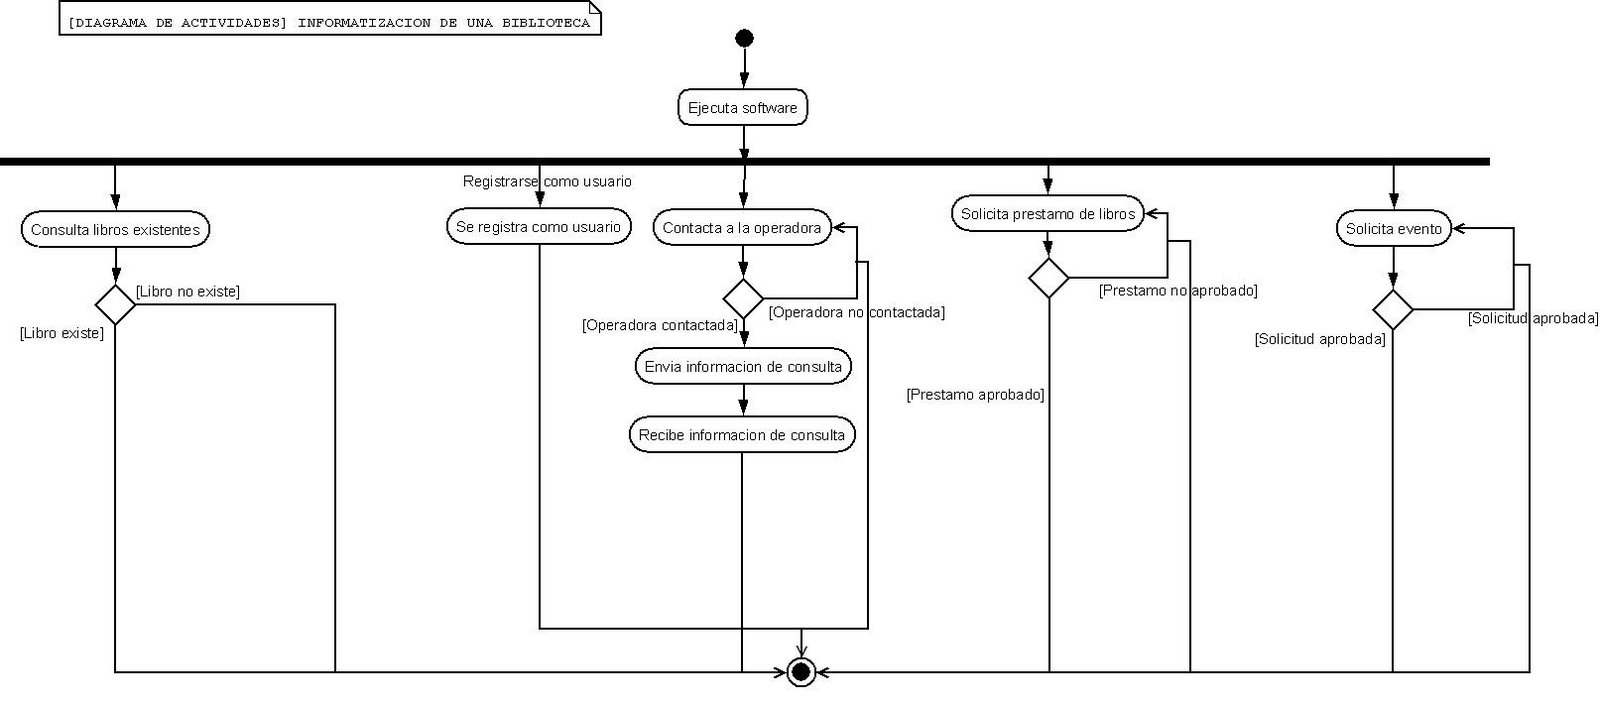 [DIAGRAMA DE ACTIVIDADES] INFORMATIZACION DE UNA BIBLIOTECA
Ejecuta software
Registrarse como usuario
Consulta libros existentes
Se registra como usuario
Contacta a la operadora
Solicita prestamo de libros
Solicita evento
[Libro no existe]
[Libro existe]
[Operadora no contactada]
[Operadora contactada]
[Prestamo no aprobado]
[Solicitud aprobada]
[Solicitud aprobada]
Envia informacion de consulta
[Prestamo aprobado]
Recibe informacion de consulta